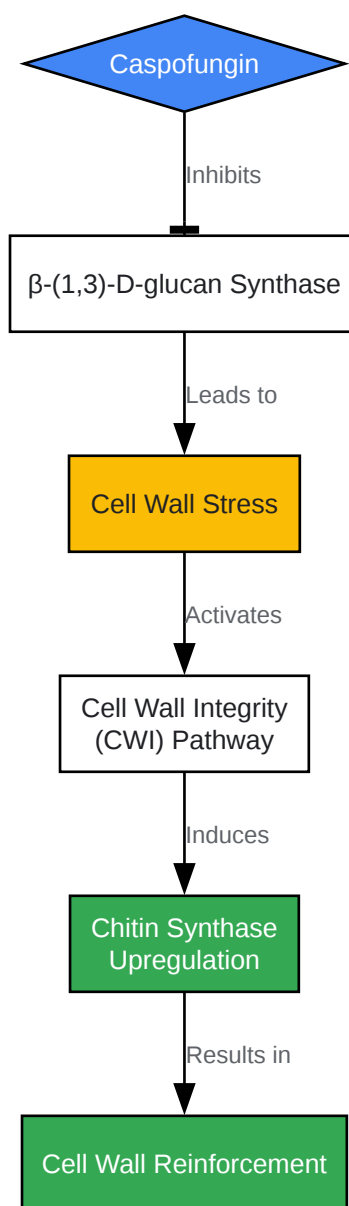 Caspofungin
Inhibits
β-(1,3)-D-glucan Synthase
Leads to
Cell Wall Stress
Activates
Cell Wall Integrity
(CWI) Pathway
Induces
Chitin Synthase
Upregulation
Results in
Cell Wall Reinforcement